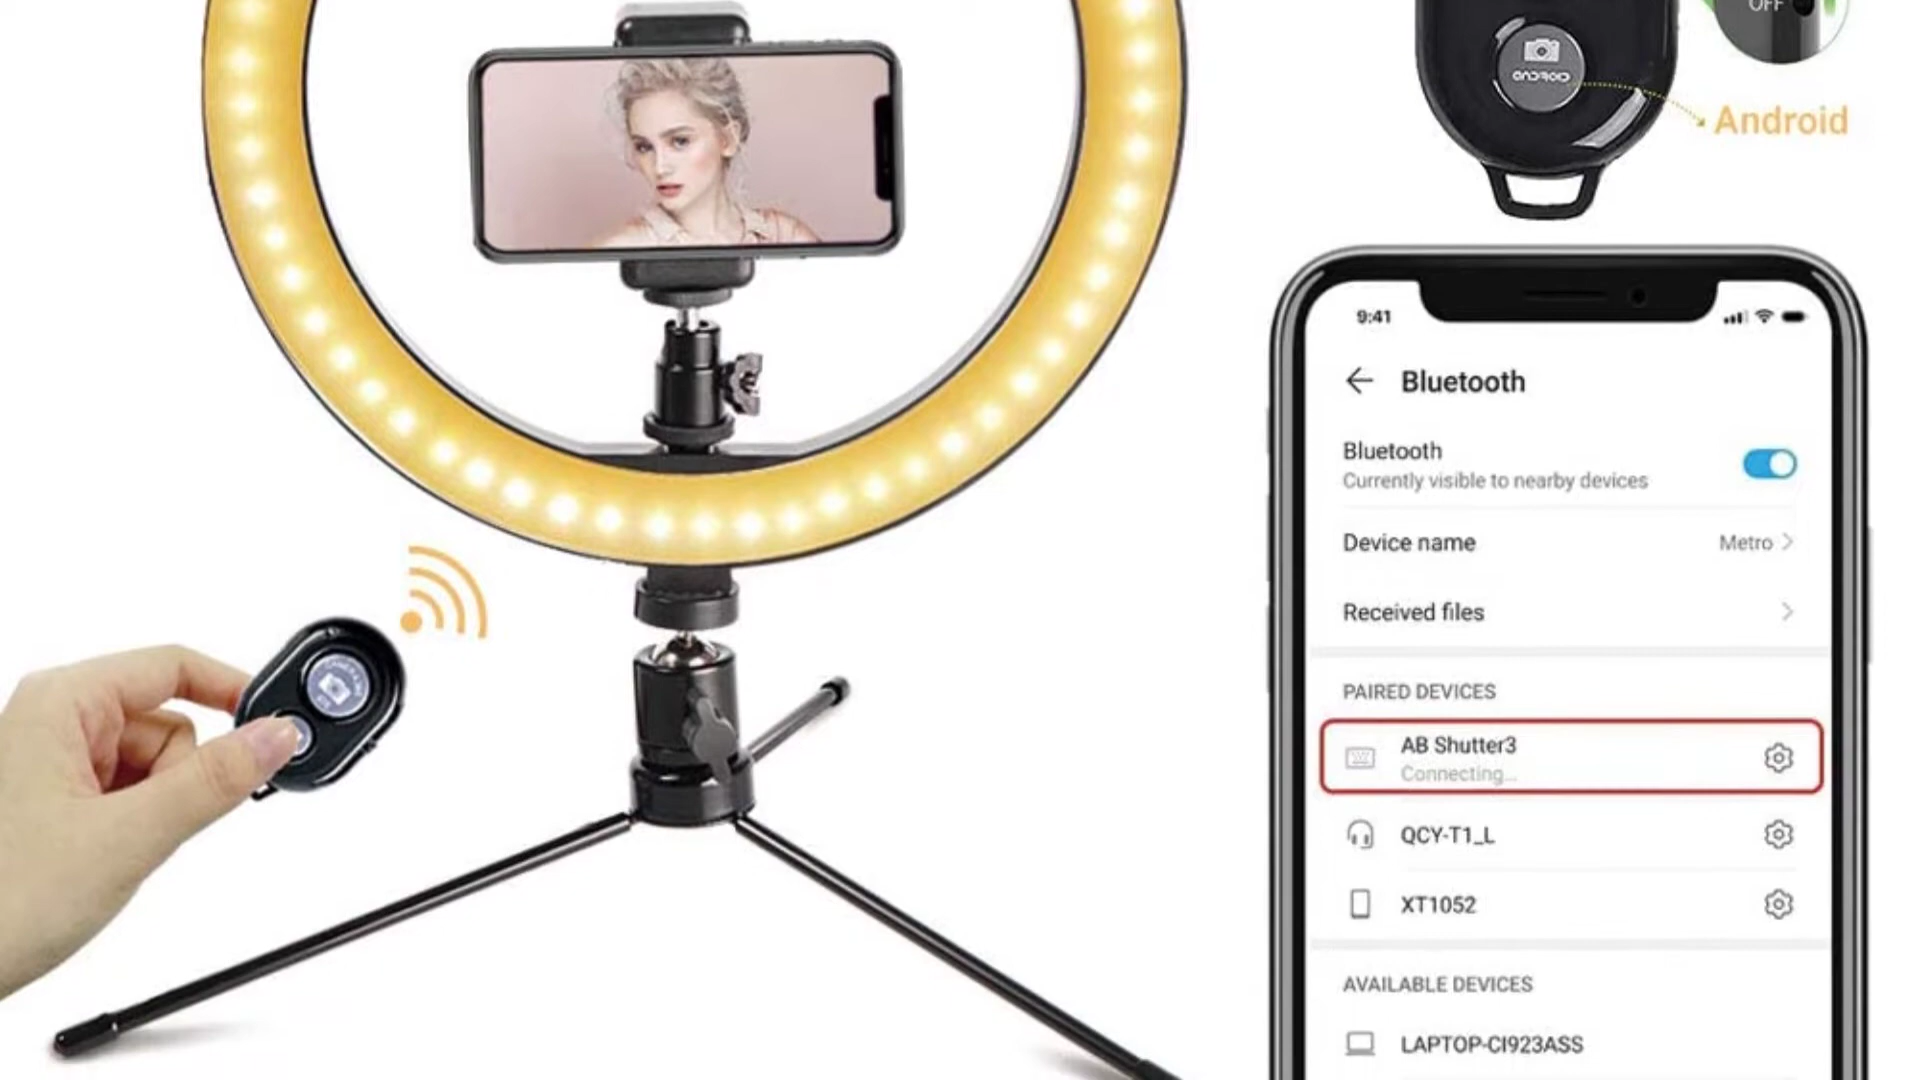 OFF
ANDROID
Android
9:41
Bluetooth
Bluetooth
Currently visible to nearby devices
Device name
Metro
Received files
PAIRED DEVICES
AB Shutter3
Connecting...
QCY-T1_L
XT1052
AVAILABLE DEVICES
LAPTOP-CI923ASS